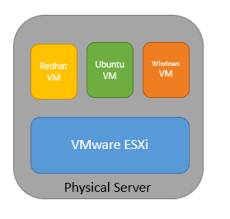 Redhat
VM
Ubuntu
VM
Windows
VM
VMware ESXi
Physical Server